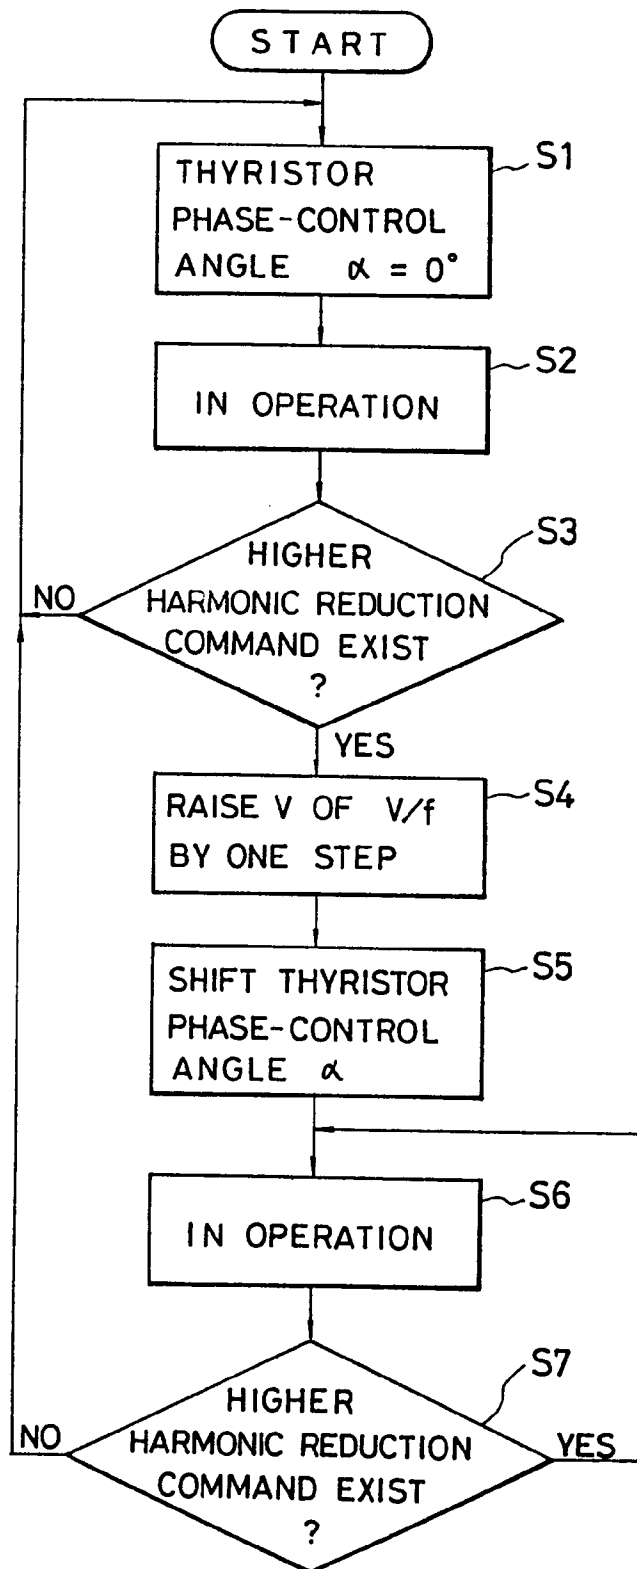 START
S1
THYRISTOR
PHASE-CONTROL
ANGLE α = 0°
S2
IN OPERATION
S3
HIGHER
HARMONIC REDUCTION
COMMAND EXIST
?
NO
YES
S4
RAISE V OF V/f
BY ONE STEP
S5
SHIFT THYRISTOR
PHASE-CONTROL
ANGLE α
S6
IN OPERATION
S7
HIGHER
HARMONIC REDUCTION
COMMAND EXIST
?
NO
YES